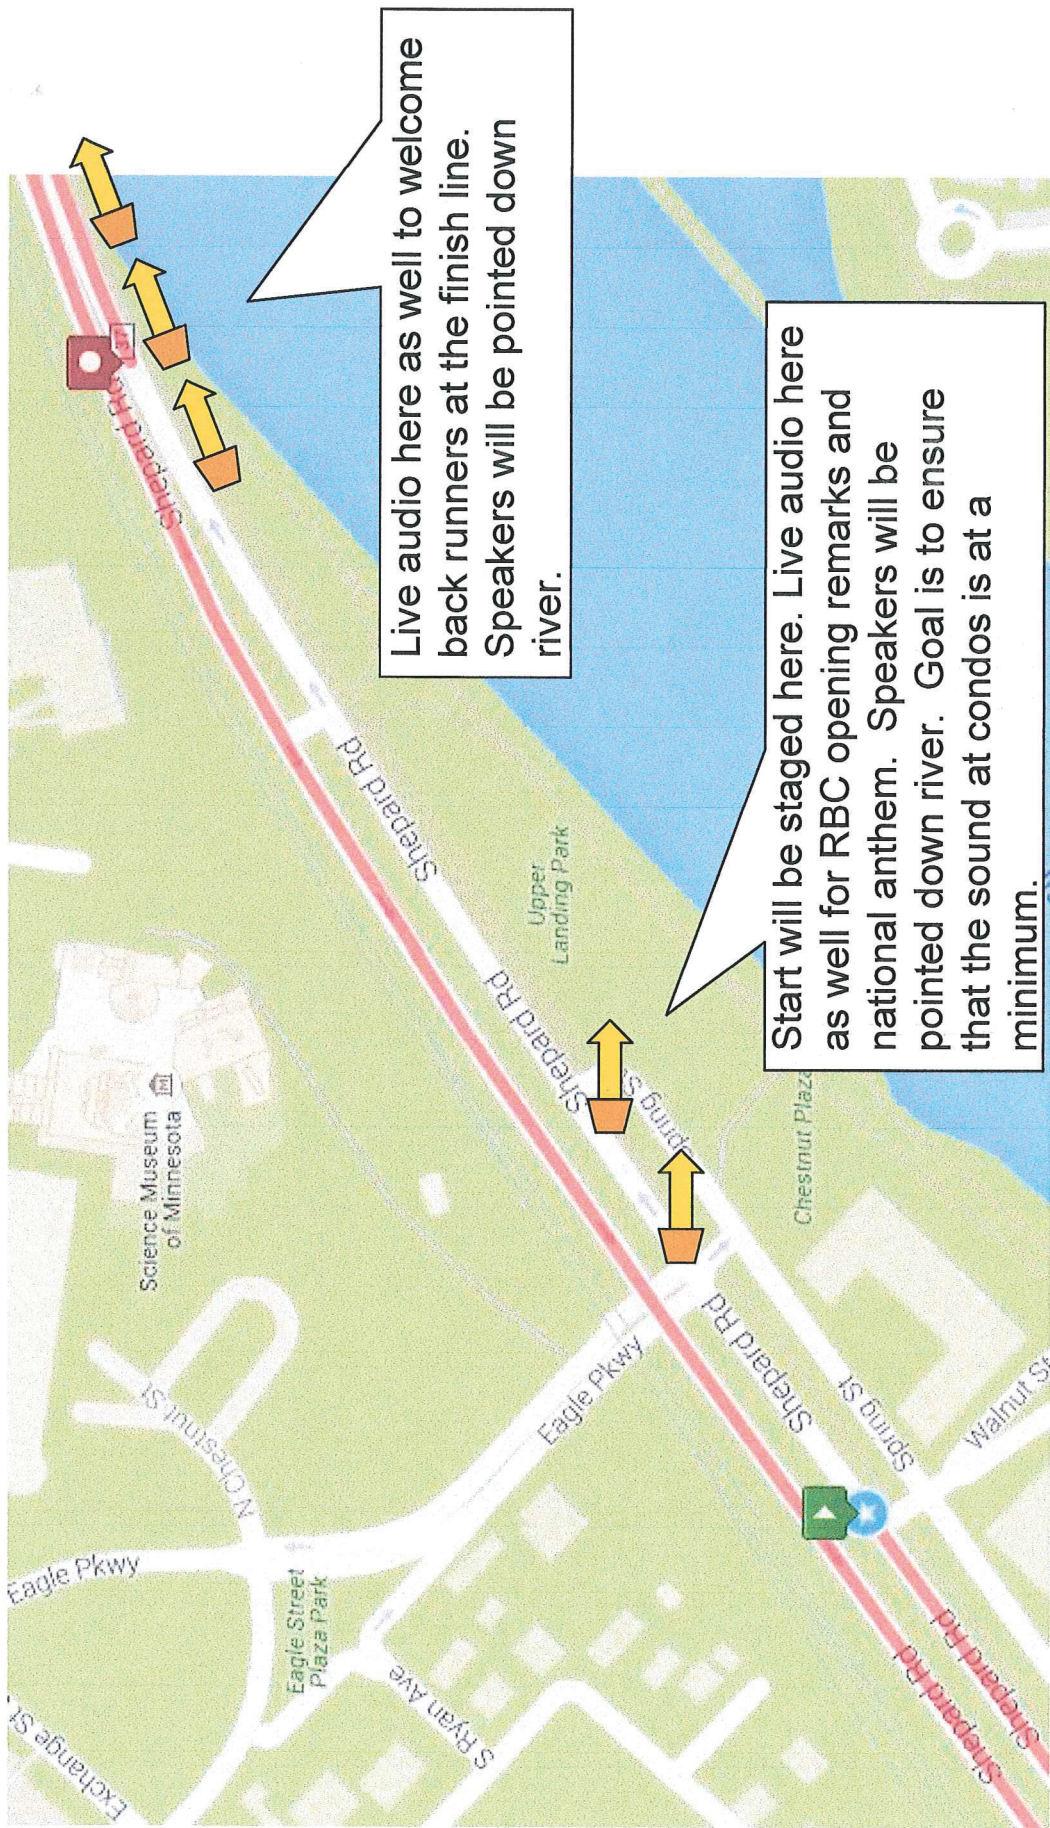 Live audio here as well to welcome
back runners at the finish line.
Speakers will be pointed down
river.
Start will be staged here. Live audio here
as well for RBC opening remarks and
national anthem. Speakers will be
pointed down river. Goal is to ensure
that the sound at condos is at a
minimum.
Science Museum
of Minnesota
Shepard Rd
Shepard Rd
Shepard Rd
Shepard Rd
Upper
Landing Park
Spring St
Chestnut Plaza
Eagle Pkwy
Eagle Pkwy
N Chestnut St
Eagle Street
Plaza Park
Exchange St
S Ryan Ave
Shepard Rd
Spring St
Walnut St
Shepard Rd
Shepard Rd